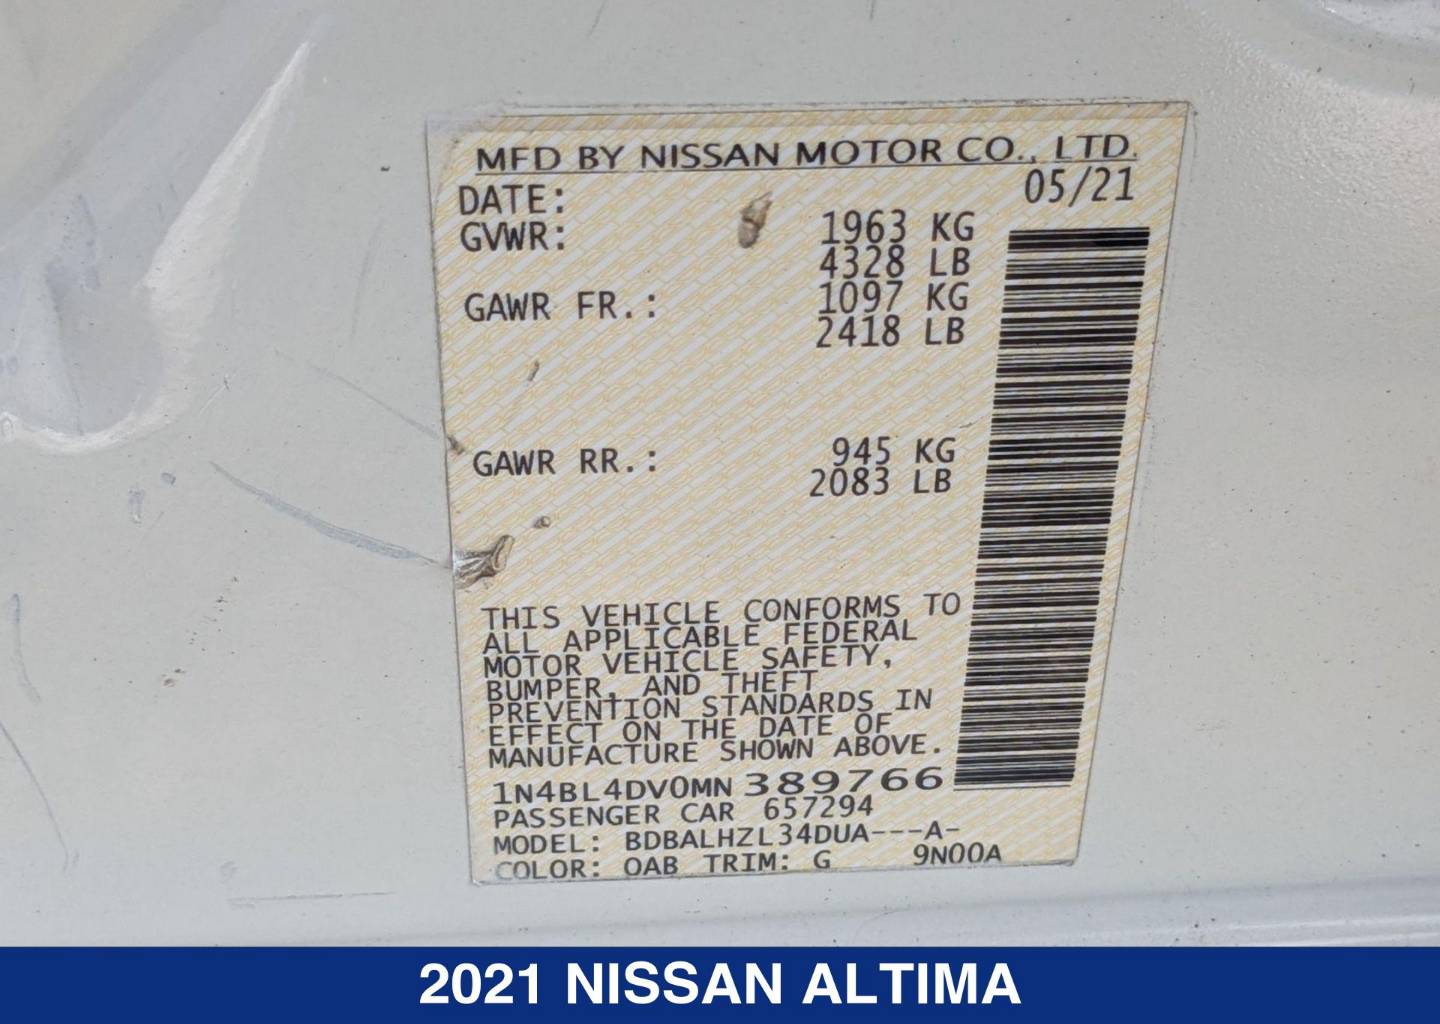 MFD BY NISSAN MOTOR CO., LTD.
DATE: 05/21
GVWR: 1963 KG
4328 LB
GAWR FR.: 1097 KG
2418 LB
GAWR RR.: 945 KG
2083 LB
THIS VEHICLE CONFORMS TO
ALL APPLICABLE FEDERAL
MOTOR VEHICLE SAFETY,
BUMPER, AND THEFT
PREVENTION STANDARDS IN
EFFECT ON THE DATE OF
MANUFACTURE SHOWN ABOVE.
1N4BL4DV0MN389766
PASSENGER CAR 657294
MODEL: BDBALHZL34DUA---A-
COLOR: QAB TRIM: G 9N00A
2021 NISSAN ALTIMA